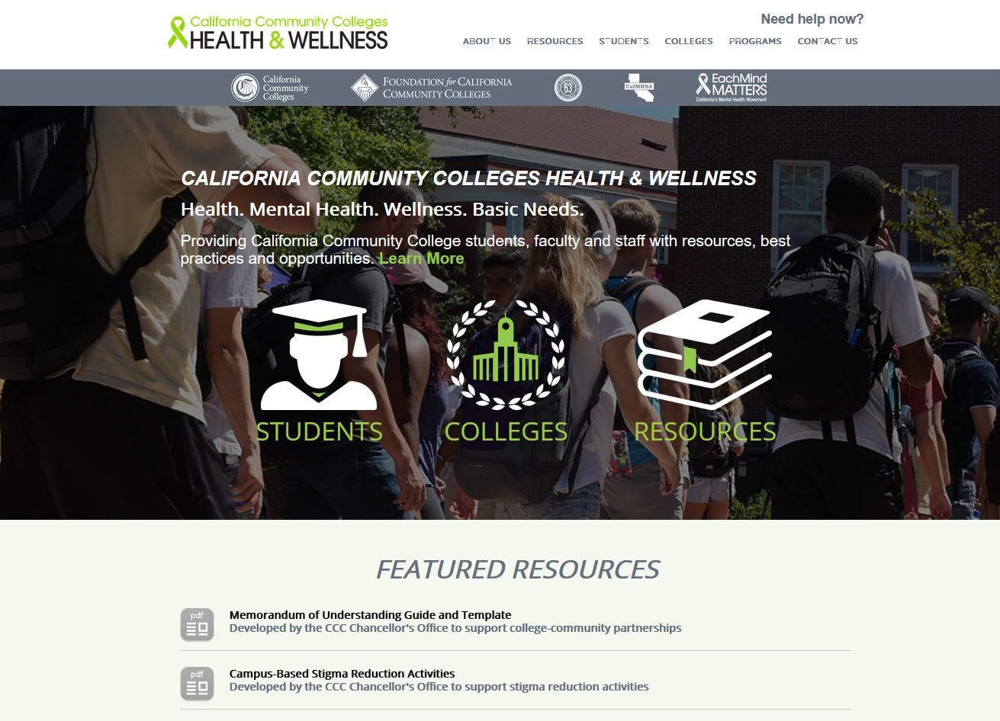 California Community Colleges
HEALTH & WELLNESS
Need help now?
ABOUT US RESOURCES STUDENTS COLLEGES PROGRAMS CONTACT US
California
Community
Colleges
FOUNDATION for CALIFORNIA
COMMUNITY COLLEGES
63
CalMHSA
EachMind
MATTERS
California's Mental Health Movement
CALIFORNIA COMMUNITY COLLEGES HEALTH & WELLNESS
Health. Mental Health. Wellness. Basic Needs.
Providing California Community College students, faculty and staff with resources, best
practices and opportunities. Learn More
STUDENTS
COLLEGES
RESOURCES
FEATURED RESOURCES
pdf
Memorandum of Understanding Guide and Template
Developed by the CCC Chancellor's Office to support college-community partnerships
pdf
Campus-Based Stigma Reduction Activities
Developed by the CCC Chancellor's Office to support stigma reduction activities